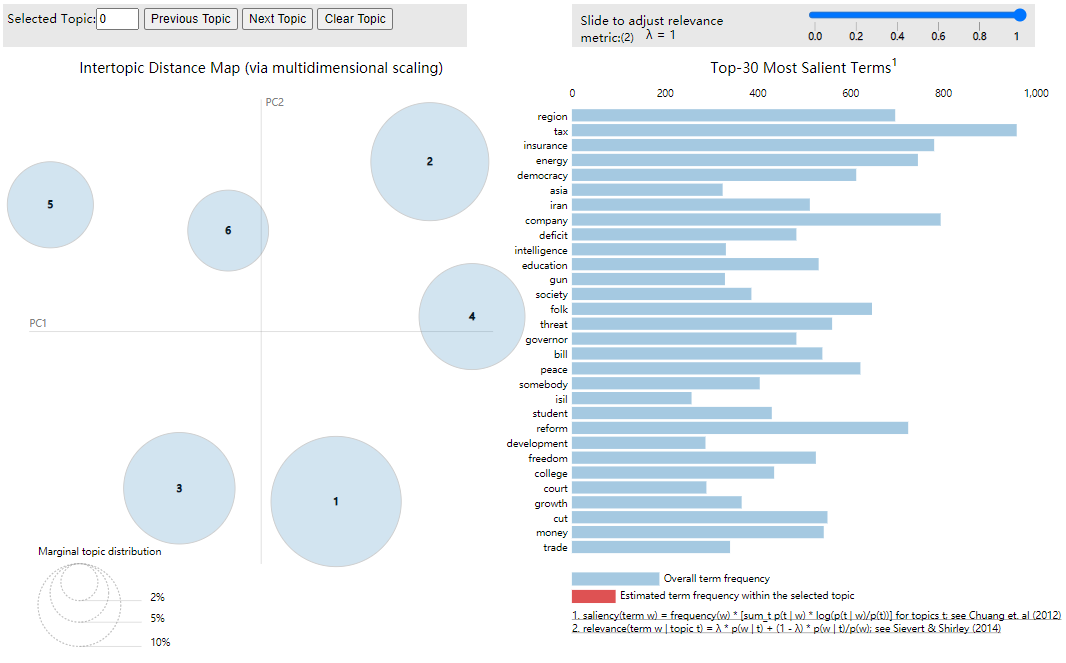 Selected Topic: 0 Previous Topic Next Topic Clear Topic
Slide to adjust relevance
metric:(2) λ = 1
0.0 0.2 0.4 0.6 0.8 1
Intertopic Distance Map (via multidimensional scaling)
PC2
PC1
5
6
2
4
3
1
Marginal topic distribution
2%
5%
10%
Top-30 Most Salient Terms1
0 200 400 600 800 1,000
region
tax
insurance
energy
democracy
asia
iran
company
deficit
intelligence
education
gun
society
folk
threat
governor
bill
peace
somebody
isil
student
reform
development
freedom
college
court
growth
cut
money
trade
Overall term frequency
Estimated term frequency within the selected topic
1. saliency(term w) = frequency(w) * [sum_t p(t | w) * log(p(t | w)/p(t))] for topics t; see Chuang et. al (2012)
2. relevance(term w | topic t) = λ * p(w | t) + (1 - λ) * p(w | t)/p(w); see Sievert & Shirley (2014)